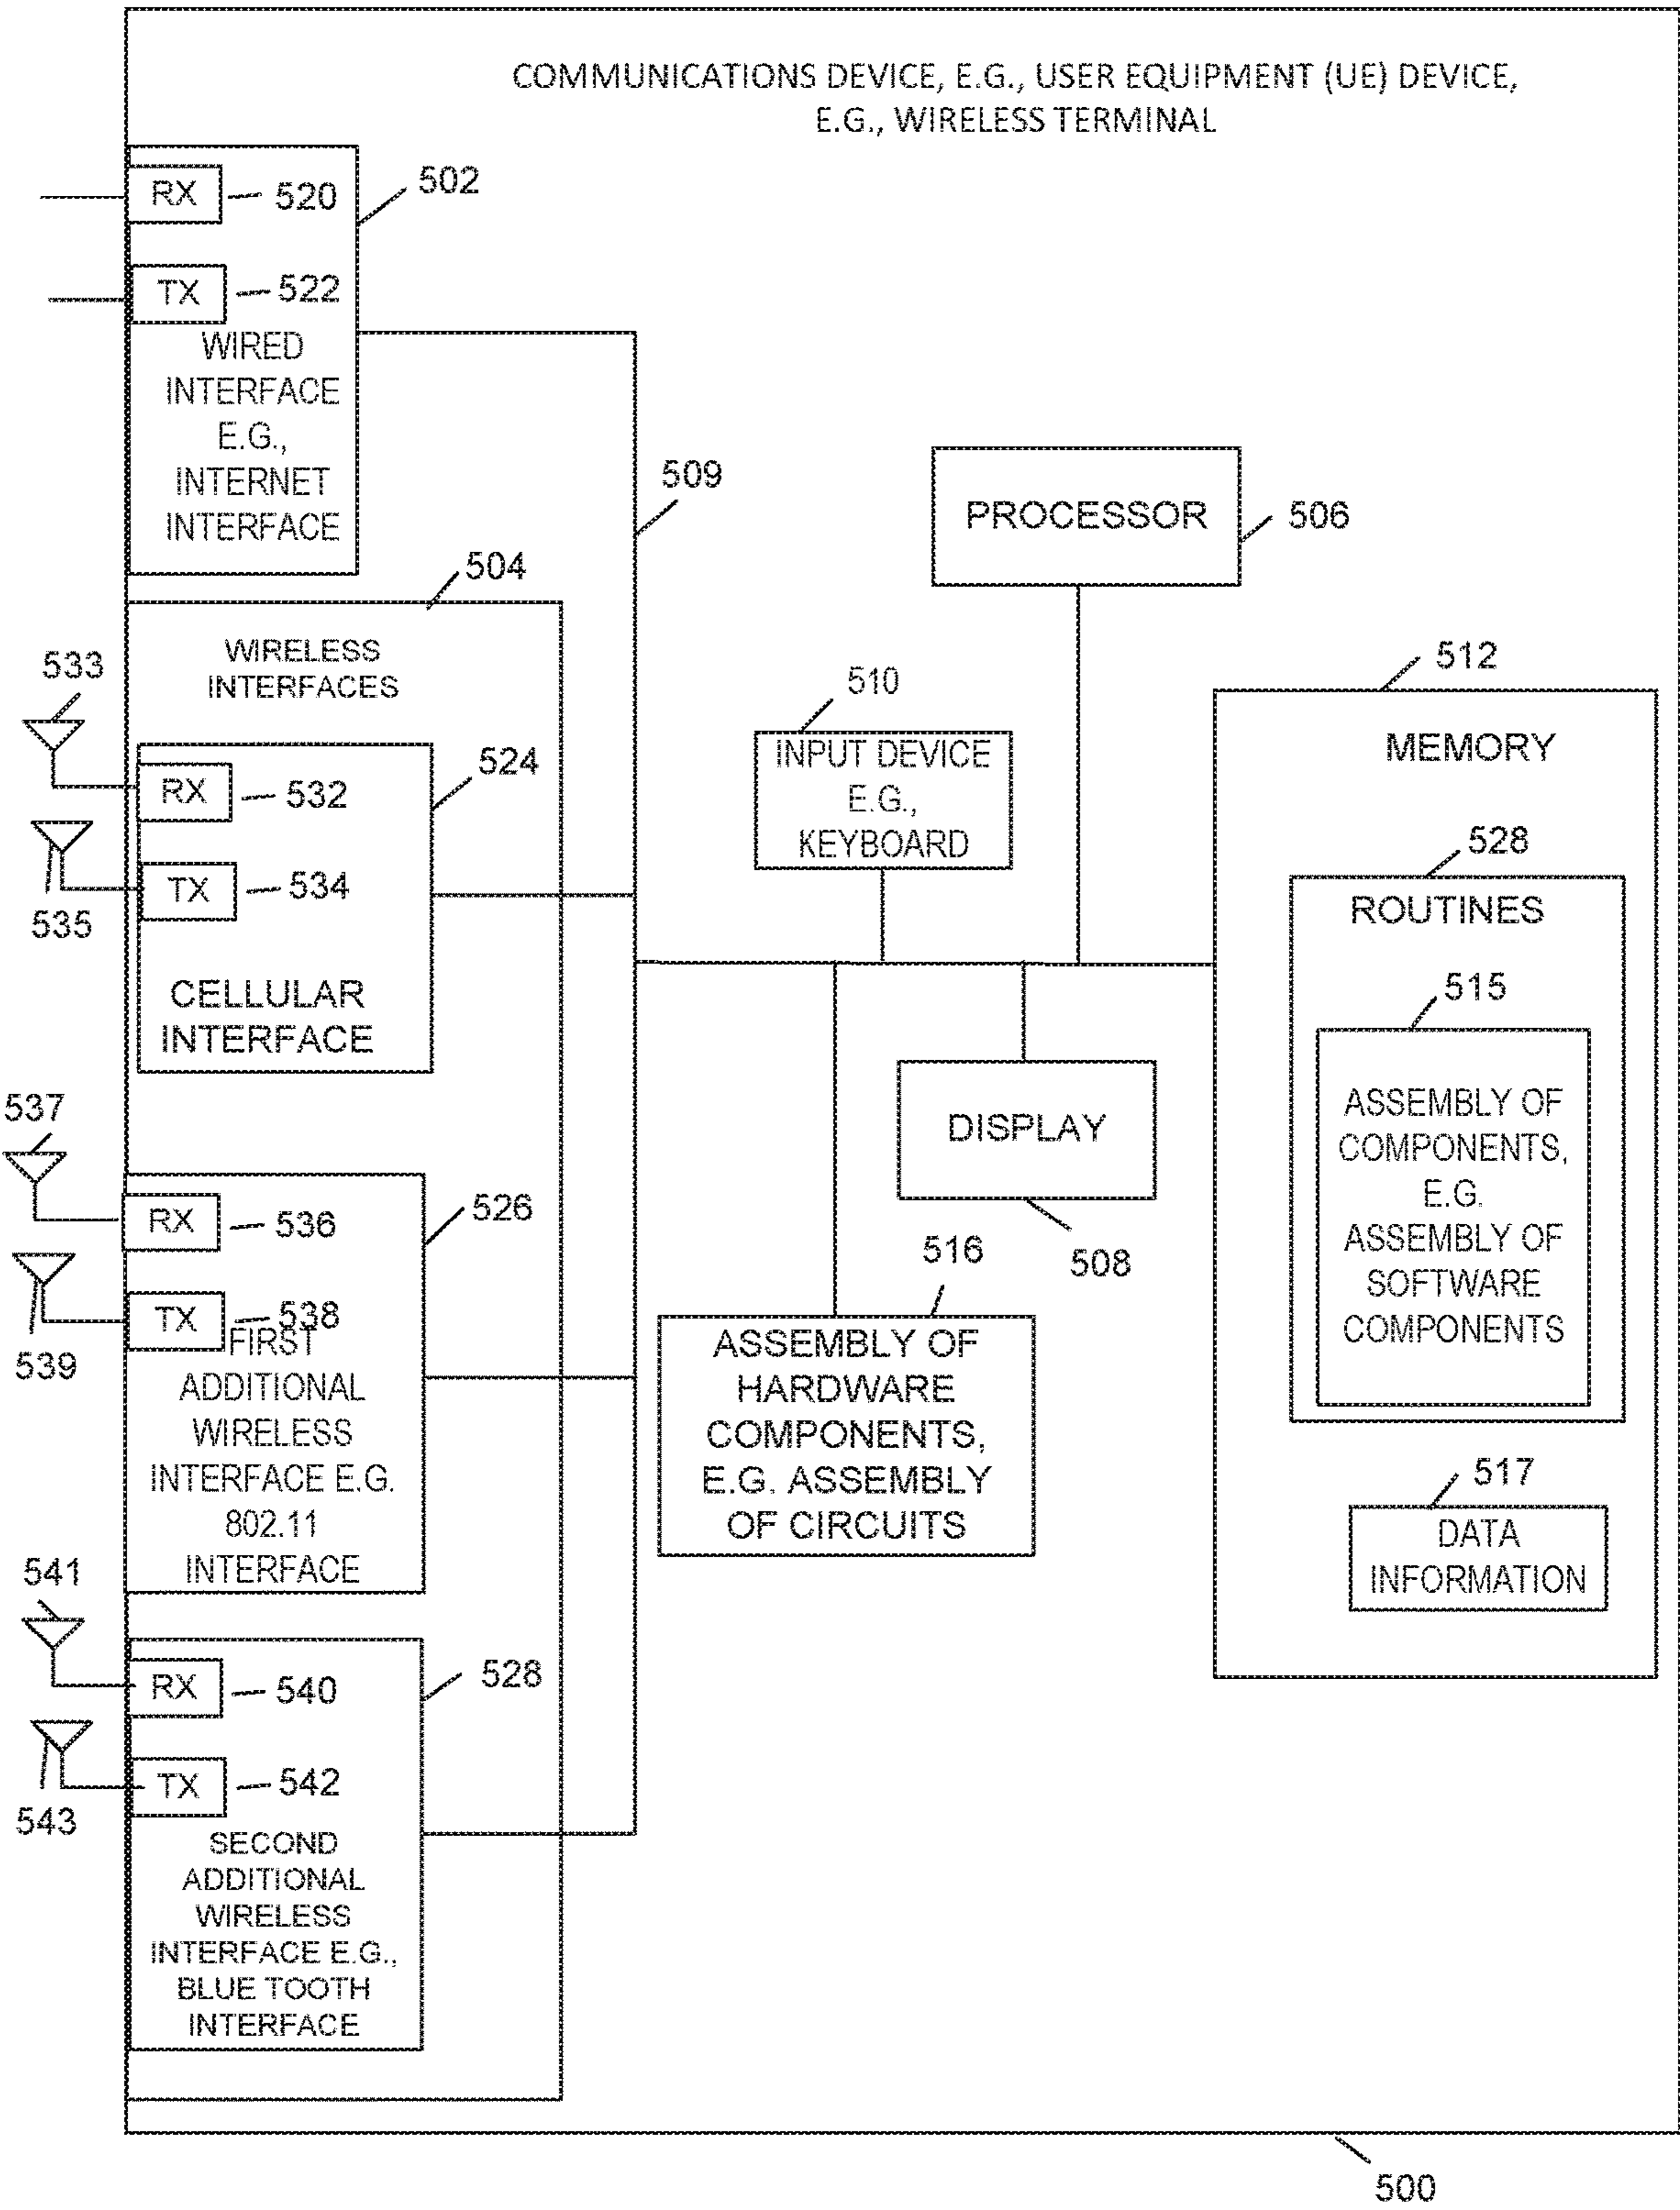 COMMUNICATIONS DEVICE, E.G., USER EQUIPMENT (UE) DEVICE,
E.G., WIRELESS TERMINAL
RX
520
502
TX
522
WIRED
INTERFACE
E.G.,
INTERNET
INTERFACE
509
PROCESSOR
506
504
WIRELESS
INTERFACES
533
RX
532
524
TX
534
535
CELLULAR
INTERFACE
510
INPUT DEVICE
E.G.,
KEYBOARD
512
MEMORY
528
ROUTINES
515
ASSEMBLY OF
COMPONENTS,
E.G.
ASSEMBLY OF
SOFTWARE
COMPONENTS
517
DATA
INFORMATION
DISPLAY
508
516
ASSEMBLY OF
HARDWARE
COMPONENTS,
E.G. ASSEMBLY
OF CIRCUITS
537
RX
536
526
TX
538
539
FIRST
ADDITIONAL
WIRELESS
INTERFACE E.G.
802.11
INTERFACE
541
RX
540
528
TX
542
543
SECOND
ADDITIONAL
WIRELESS
INTERFACE E.G.,
BLUE TOOTH
INTERFACE
500